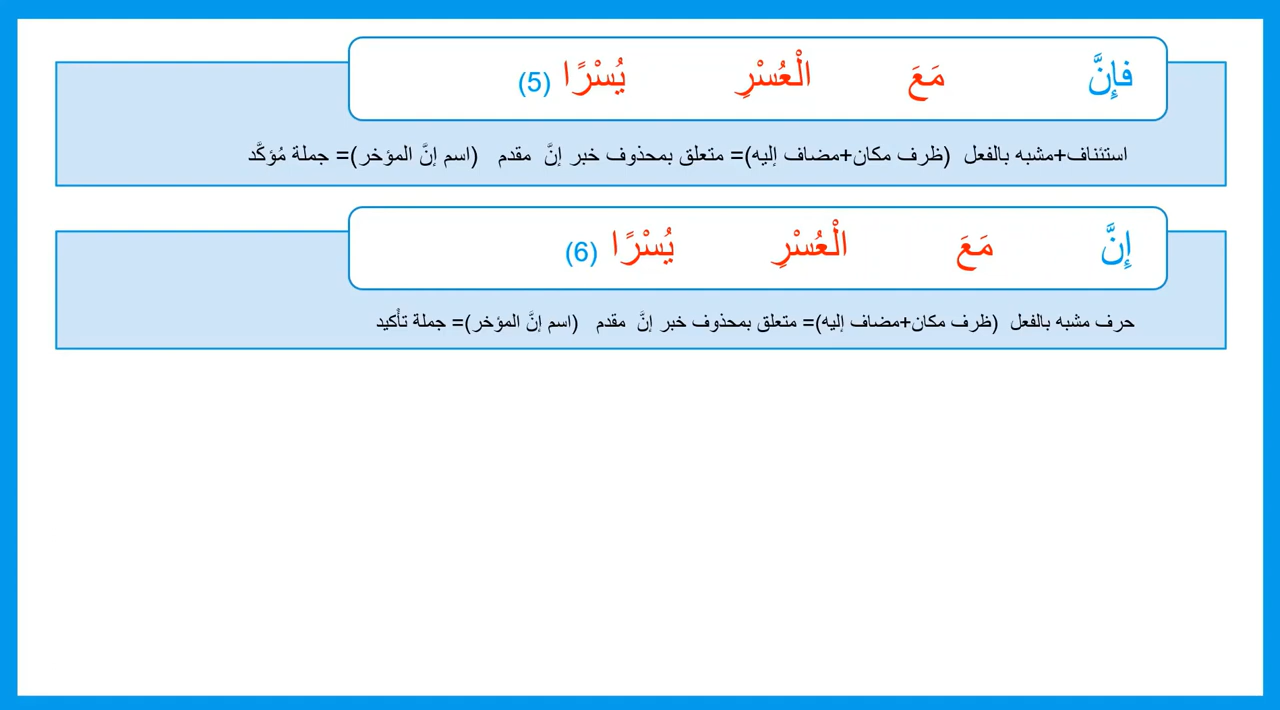 فإِنَّ مَعَ الْعُسْرِ يُسْرًا (5)
استئناف+مشبه بالفعل (ظرف مكان+مضاف إليه)= متعلق بمحذوف خبر إنَّ مقدم (اسم إنَّ المؤخر)= جملة مُؤكَّد
إِنَّ مَعَ الْعُسْرِ يُسْرًا (6)
حرف مشبه بالفعل (ظرف مكان+مضاف إليه)= متعلق بمحذوف خبر إنَّ مقدم (اسم إنَّ المؤخر)= جملة تأْكيد